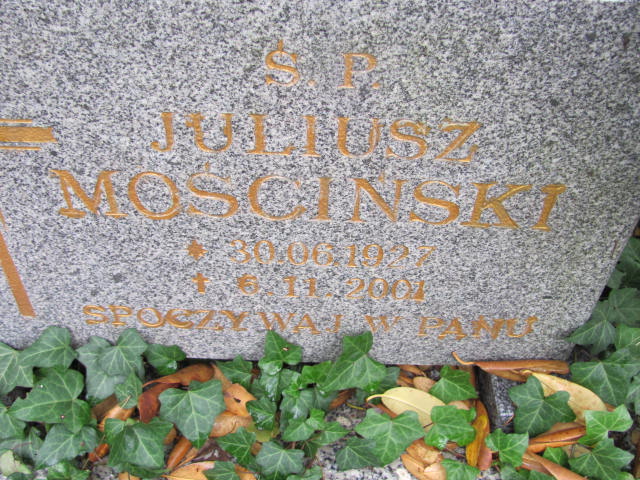 Ś. P.
JULIUSZ
MOŚCIŃSKI
* 30.06.1927
✝ 6.11.2001
SPOCZYWAJ W PANU